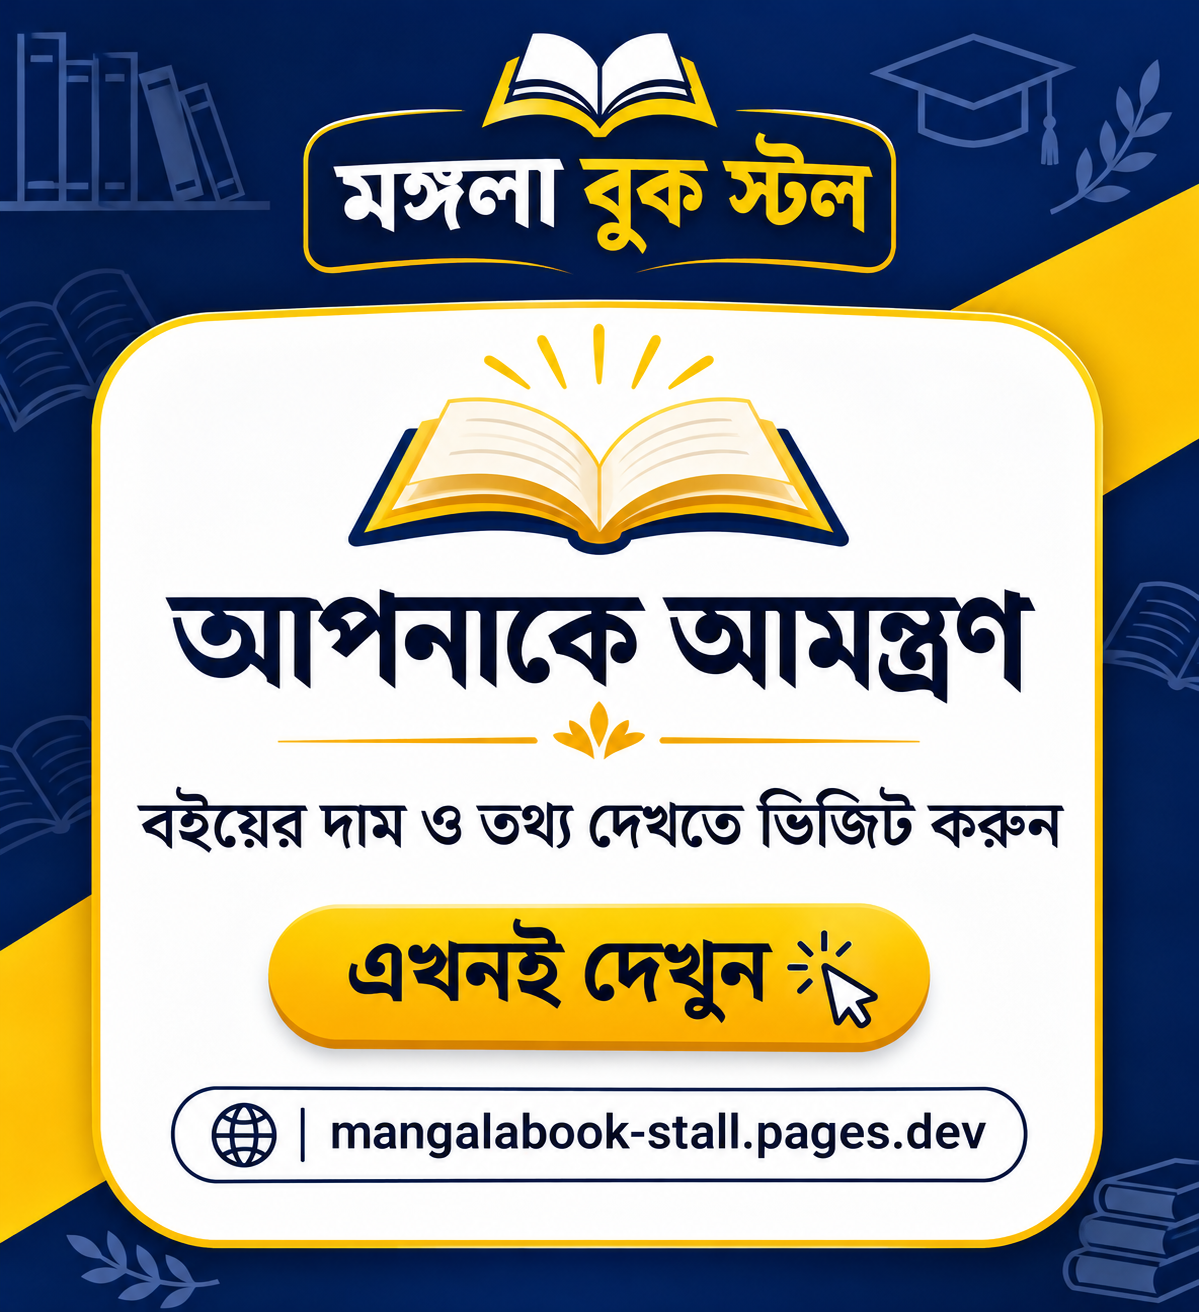 মঙ্গলা বুক স্টল
আপনাকে আমন্ত্রণ
বইয়ের দাম ও তথ্য দেখতে ভিজিট করুন
এখনই দেখুন
mangalabook-stall.pages.dev